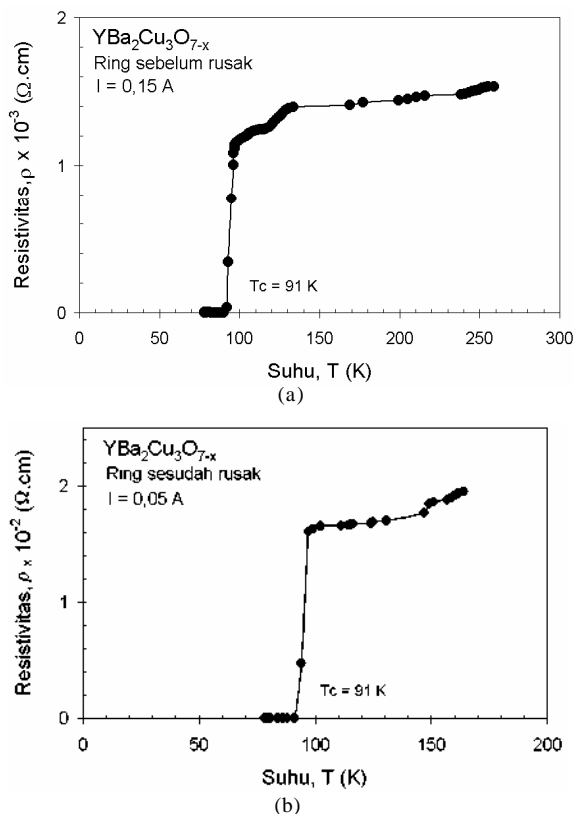 YBa₂Cu₃O₇₋ₓ
Ring sebelum rusak
I = 0,15 A
Resistivitas, ρ x 10⁻³ (Ω.cm)
2
1
0
Tc = 91 K
0 50 100 150 200 250 300
Suhu, T (K)
(a)
YBa₂Cu₃O₇₋ₓ
Ring sesudah rusak
I = 0,05 A
Resistivitas, ρ x 10⁻² (Ω.cm)
2
1
0
Tc = 91 K
0 50 100 150 200
Suhu, T (K)
(b)